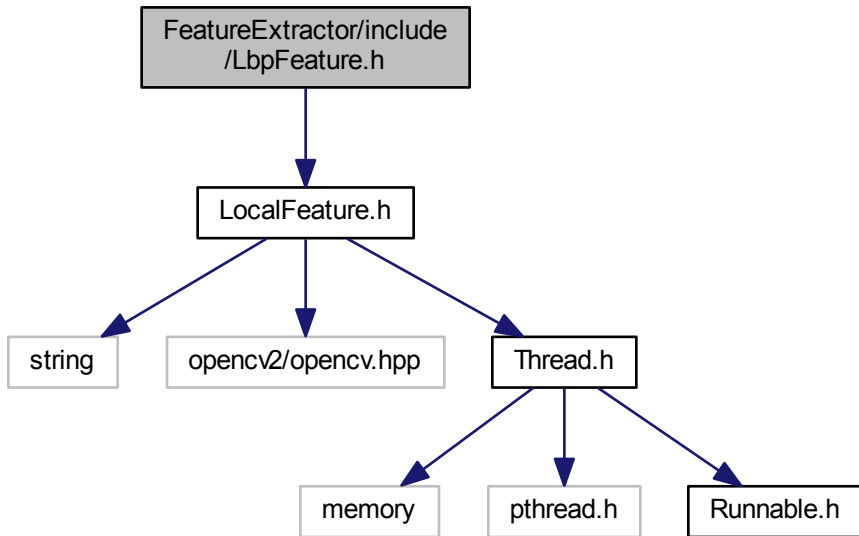 FeatureExtractor/include
/LbpFeature.h
LocalFeature.h
string
opencv2/opencv.hpp
Thread.h
memory
pthread.h
Runnable.h